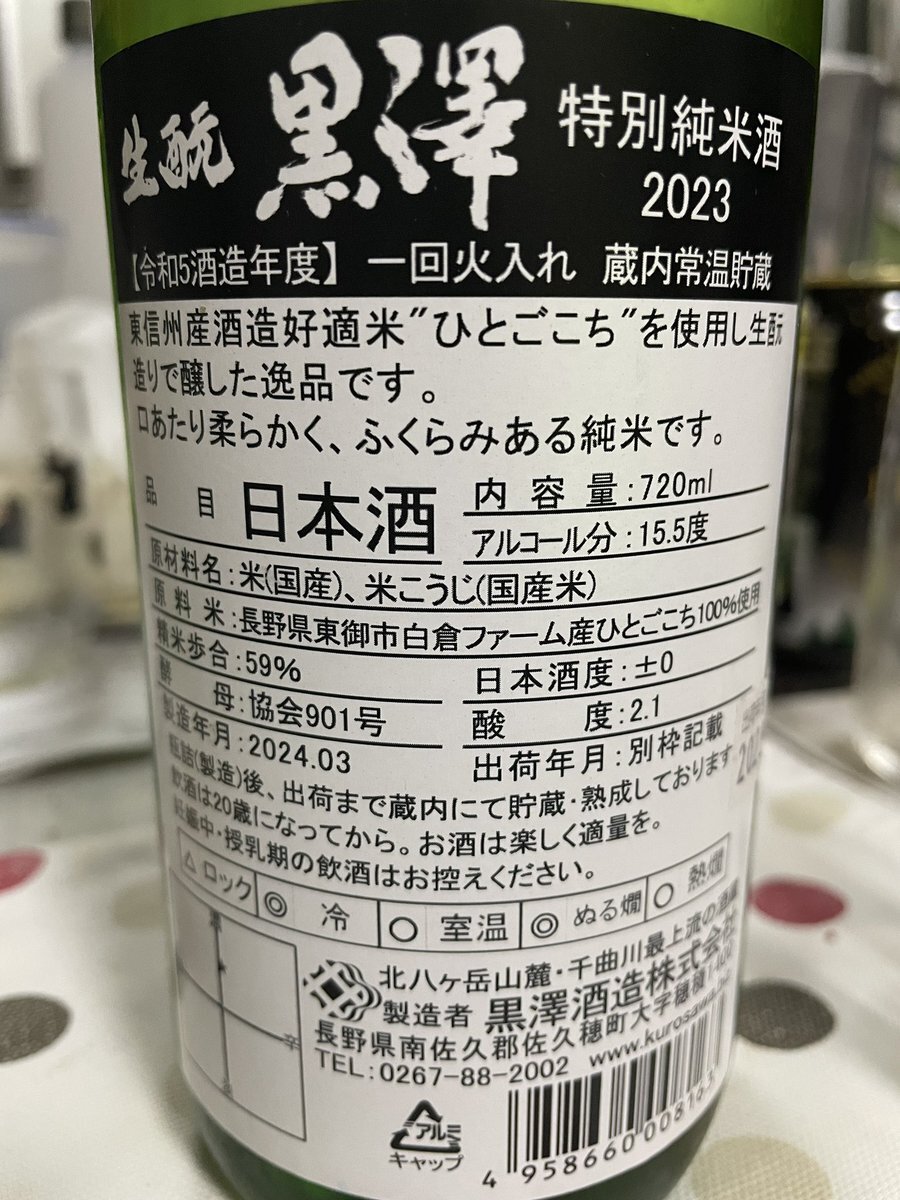 生酛 黒澤 特別純米酒
2023
【令和5酒造年度】 一回火入れ 蔵内常温貯蔵
東信州産酒造好適米"ひとごこち"を使用し生酛
造りで醸した逸品です。
口あたり柔らかく、ふくらみある純米です。
品目 日本酒 内容量:720ml
アルコール分:15.5度
原材料名:米(国産)、米こうじ(国産米)
原料米:長野県東御市白倉ファーム産ひとごこち100%使用
精米歩合:59% 日本酒度:±0
酵母:協会901号 酸度:2.1
製造年月:2024.03 出荷年月:別枠記載
瓶詰(製造)後、出荷まで蔵内にて貯蔵・熟成しております
飲酒は20歳になってから。お酒は楽しく適量を。
妊娠中・授乳期の飲酒はお控えください。
△ ロック ◎ 冷 ○ 室温 ◎ ぬる燗 ○ 熱燗
辛
北八ヶ岳山麓・千曲川最上流の酒蔵
製造者 黒澤酒造株式会社
長野県南佐久郡佐久穂町大字穂積1400
TEL:0267-88-2002 www.kurosawa.
アルミ
キャップ
4 958660 0081